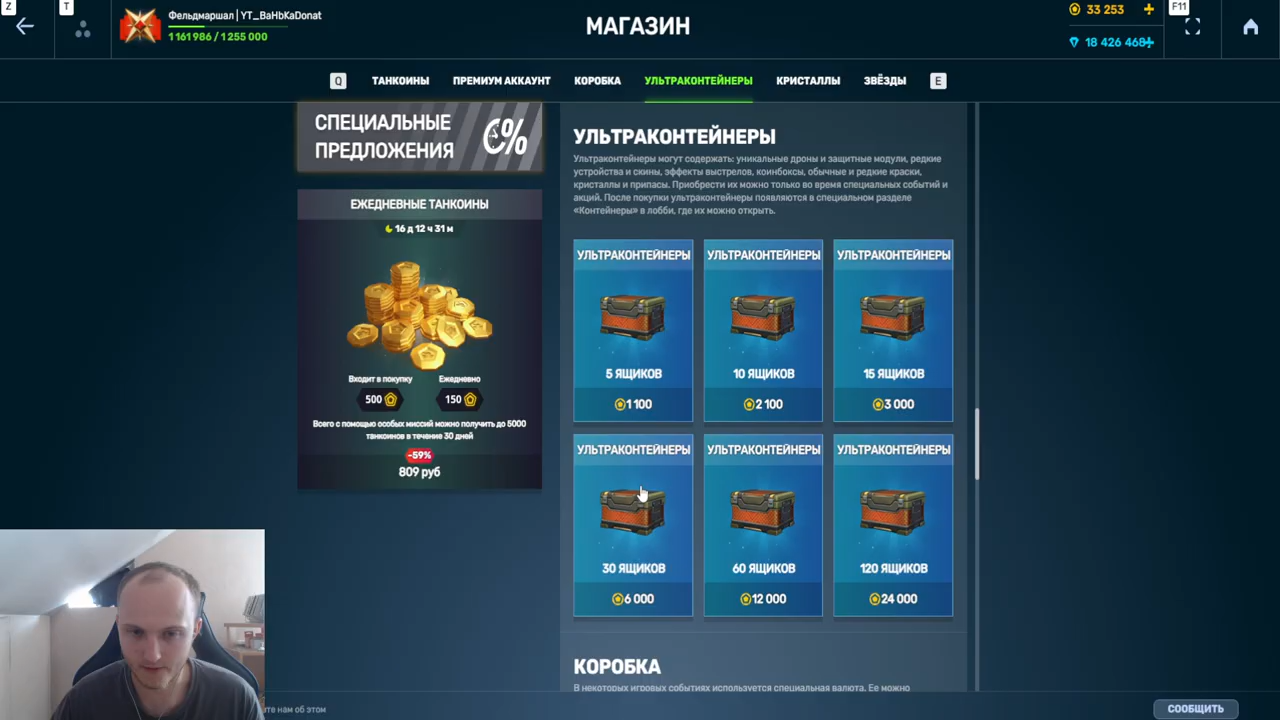 Z
T
Фельдмаршал | YT_BaHbKaDonat
1 161 986 / 1 255 000
МАГАЗИН
33 253
18 426 468
F11
Q
ТАНКОИНЫ
ПРЕМИУМ АККАУНТ
КОРОБКА
УЛЬТРАКОНТЕЙНЕРЫ
КРИСТАЛЛЫ
ЗВЁЗДЫ
E
СПЕЦИАЛЬНЫЕ
ПРЕДЛОЖЕНИЯ
%
ЕЖЕДНЕВНЫЕ ТАНКОИНЫ
16 д 12 ч 31 м
Входит в покупку
Ежедневно
500
150
Всего с помощью особых миссий можно получить до 5000
танкоинов в течение 30 дней
-59%
809 руб
УЛЬТРАКОНТЕЙНЕРЫ
Ультраконтейнеры могут содержать: уникальные дроны и защитные модули, редкие
устройства и скины, эффекты выстрелов, коинбоксы, обычные и редкие краски,
кристаллы и припасы. Приобрести их можно только во время специальных событий и
акций. После покупки ультраконтейнеры появляются в специальном разделе
«Контейнеры» в лобби, где их можно открыть.
УЛЬТРАКОНТЕЙНЕРЫ
5 ЯЩИКОВ
1 100
УЛЬТРАКОНТЕЙНЕРЫ
10 ЯЩИКОВ
2 100
УЛЬТРАКОНТЕЙНЕРЫ
15 ЯЩИКОВ
3 000
УЛЬТРАКОНТЕЙНЕРЫ
30 ЯЩИКОВ
6 000
УЛЬТРАКОНТЕЙНЕРЫ
60 ЯЩИКОВ
12 000
УЛЬТРАКОНТЕЙНЕРЫ
120 ЯЩИКОВ
24 000
КОРОБКА
В некоторых игровых событиях используется специальная валюта. Ее можно
нам об этом
СООБЩИТЬ